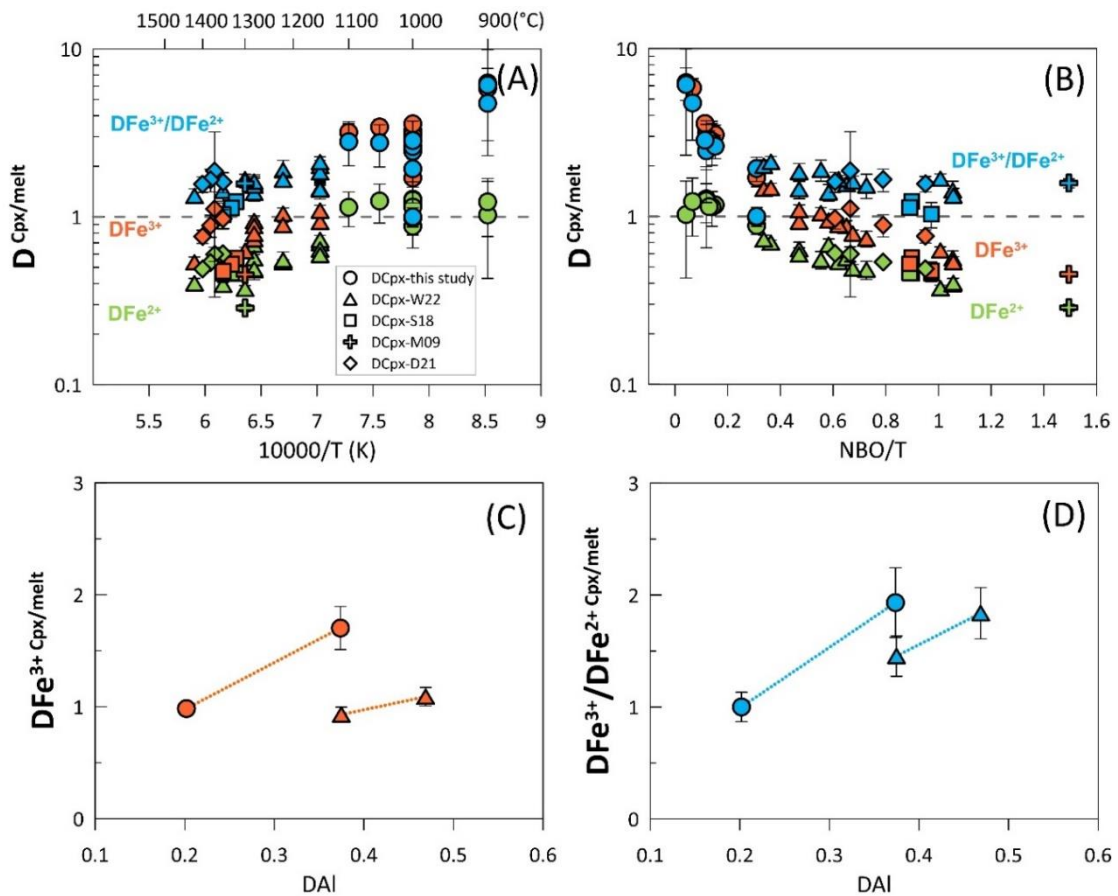 1500 1400 1300 1200 1100 1000 900 (°C)
10
1
0.1
D Cpx/melt
(A)
DFe³⁺/DFe²⁺
DFe³⁺
DFe²⁺
DCpx-this study
DCpx-W22
DCpx-S18
DCpx-M09
DCpx-D21
5.5 6 6.5 7 7.5 8 8.5 9
10000/T (K)
10
1
0.1
D Cpx/melt
(B)
DFe³⁺/DFe²⁺
DFe³⁺
DFe²⁺
0 0.2 0.4 0.6 0.8 1 1.2 1.4 1.6
NBO/T
3
2
1
0
DFe³⁺ Cpx/melt
(C)
0.1 0.2 0.3 0.4 0.5 0.6
DAl
3
2
1
0
DFe³⁺/DFe²⁺ Cpx/melt
(D)
0.1 0.2 0.3 0.4 0.5 0.6
DAl